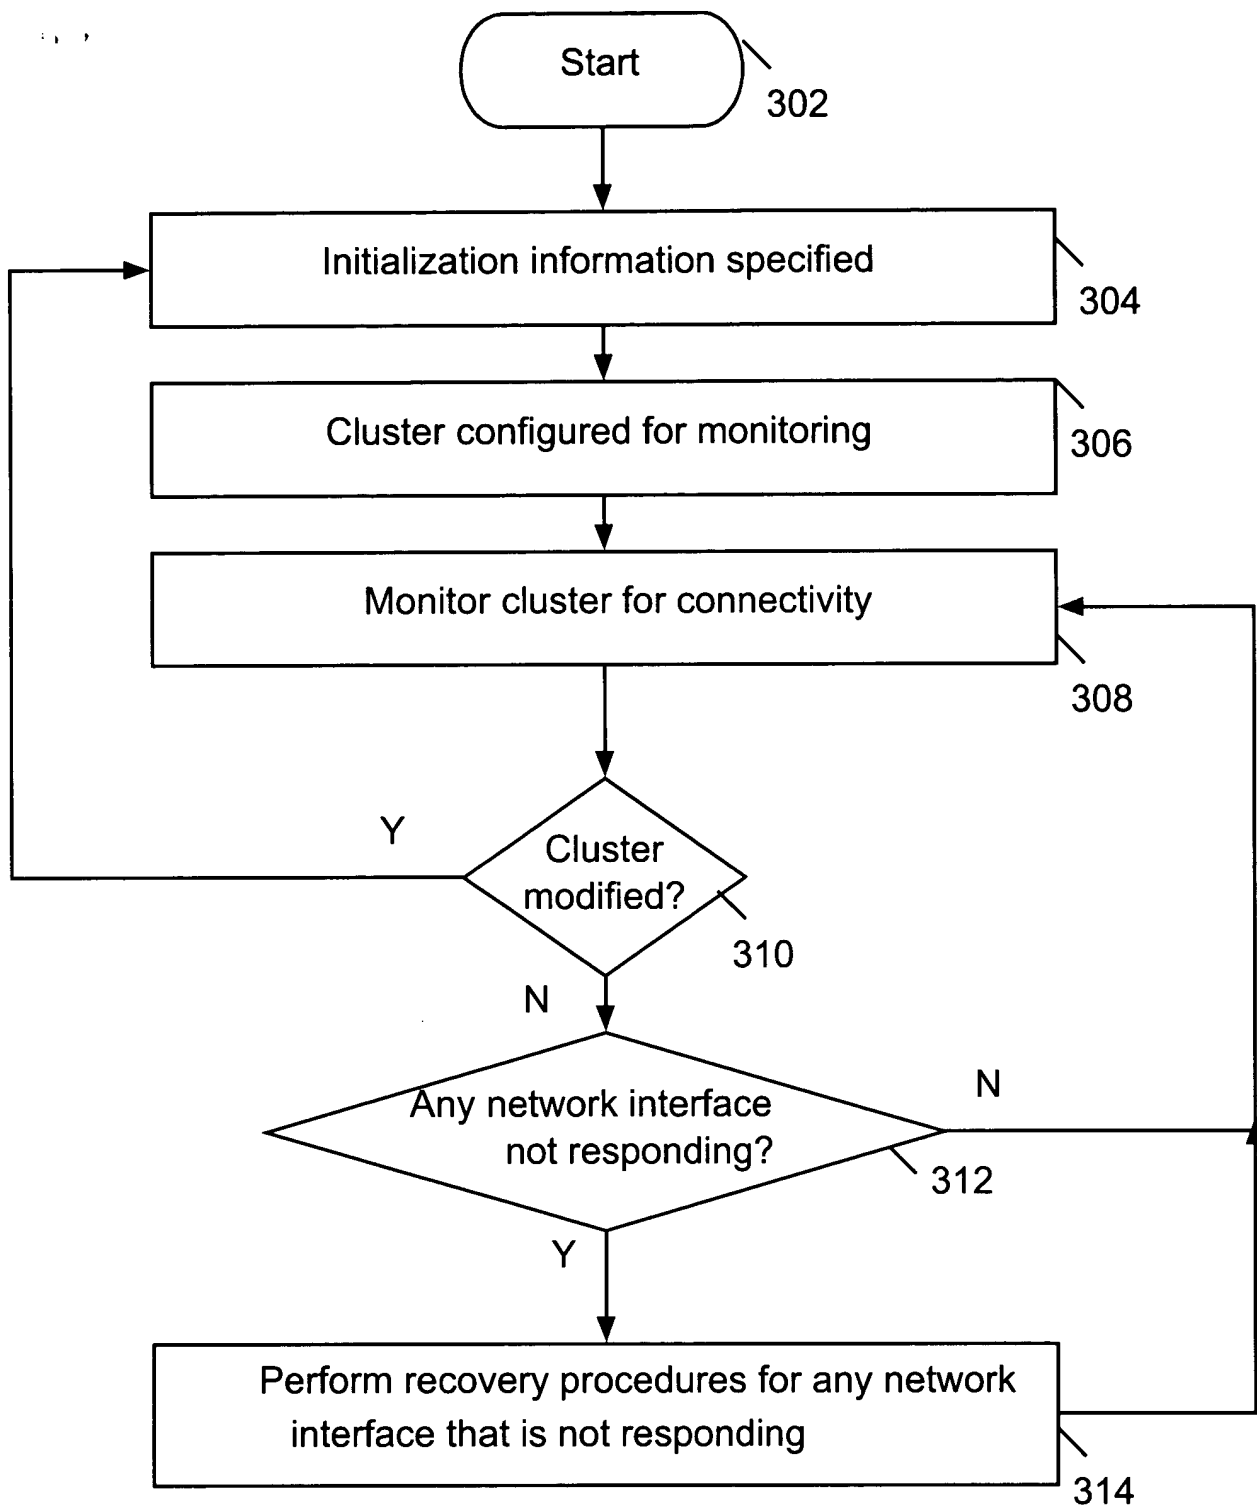 Start
302
Initialization information specified
304
Cluster configured for monitoring
306
Monitor cluster for connectivity
308
Y
Cluster
modified?
310
N
Any network interface
not responding?
N
312
Y
Perform recovery procedures for any network
interface that is not responding
314